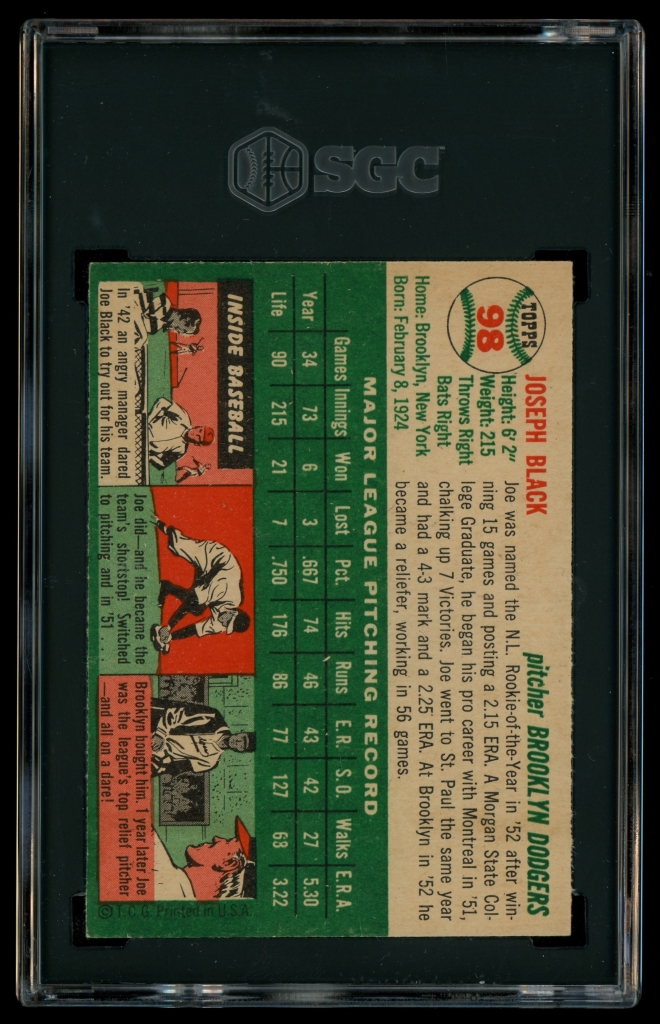 SGC
TOPPS
98
JOSEPH BLACK
pitcher BROOKLYN DODGERS
Height: 6' 2"
Weight: 215
Throws Right
Bats Right
Home: Brooklyn, New York
Born: February 8, 1924
Joe was named the N.L. Rookie-of-the-Year in '52 after win-
ning 15 games and posting a 2.15 ERA. A Morgan State Col-
lege Graduate, he began his pro career with Montreal in '51,
chalking up 7 Victories. Joe went to St. Paul the same year
and had a 4-3 mark and a 2.25 ERA. At Brooklyn in '52 he
became a reliefer, working in 56 games.
MAJOR LEAGUE PITCHING RECORD
Games Innings Won Lost Pct. Hits Runs E.R. S.O. Walks E.R.A.
Year 34 73 6 3 .667 74 46 43 42 27 5.30
Life 90 215 21 7 .750 176 86 77 127 68 3.22
INSIDE BASEBALL
In '42 an angry manager dared
Joe Black to try out for his team.
Joe did—and he became the
team's shortstop! Switched
to pitching and in '51 . . .
Brooklyn bought him. 1 year later Joe
was the league's top relief pitcher
—and all on a dare!
© T.C.G. Printed in U.S.A.